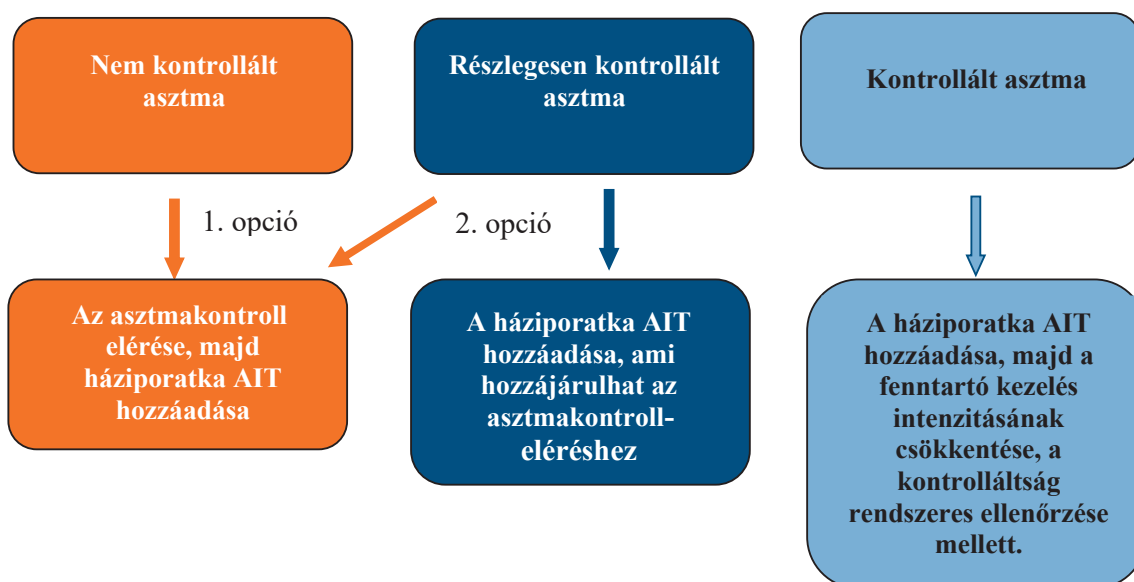 Nem kontrollált
asztma
Részlegesen kontrollált
asztma
Kontrollált asztma
1. opció
2. opció
Az asztmakontroll
elérése, majd
háziporatka AIT
hozzáadása
A háziporatka AIT
hozzáadása, ami
hozzájárulhat az
asztmakontroll-
eléréshez
A háziporatka AIT
hozzáadása, majd a
fenntartó kezelés
intenzitásának
csökkentése, a
kontrolláltság
rendszeres ellenőrzése
mellett.